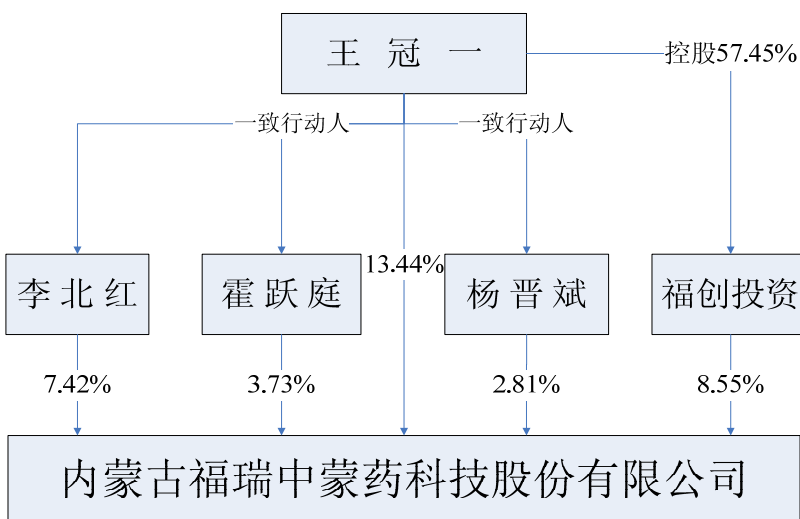 王冠一
控股57.45%
一致行动人
一致行动人
13.44%
李北红
霍跃庭
杨晋斌
福创投资
7.42%
3.73%
2.81%
8.55%
内蒙古福瑞中蒙药科技股份有限公司